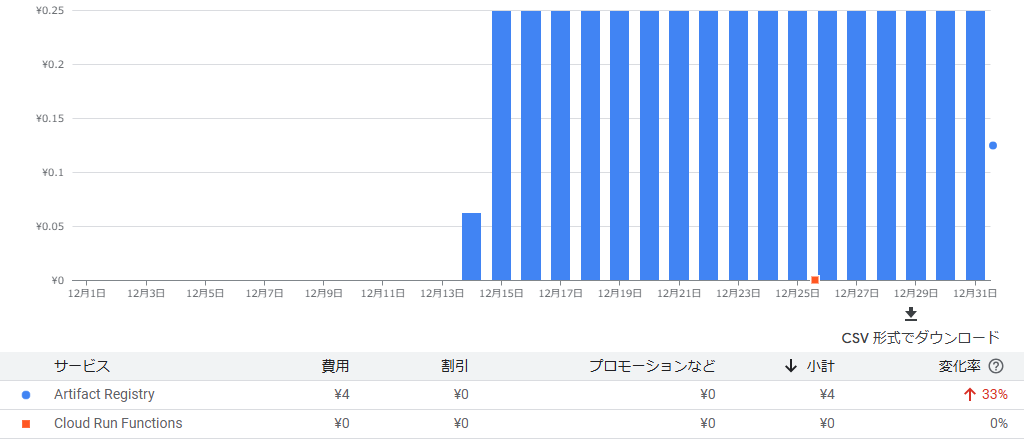 ¥0.25
¥0.2
¥0.15
¥0.1
¥0.05
¥0
12月1日 12月3日 12月5日 12月7日 12月9日 12月11日 12月13日 12月15日 12月17日 12月19日 12月21日 12月23日 12月25日 12月27日 12月29日 12月31日
CSV 形式でダウンロード
サービス 費用 割引 プロモーションなど 小計 変化率
Artifact Registry ¥4 ¥0 ¥0 ¥4 33%
Cloud Run Functions ¥0 ¥0 ¥0 ¥0 0%